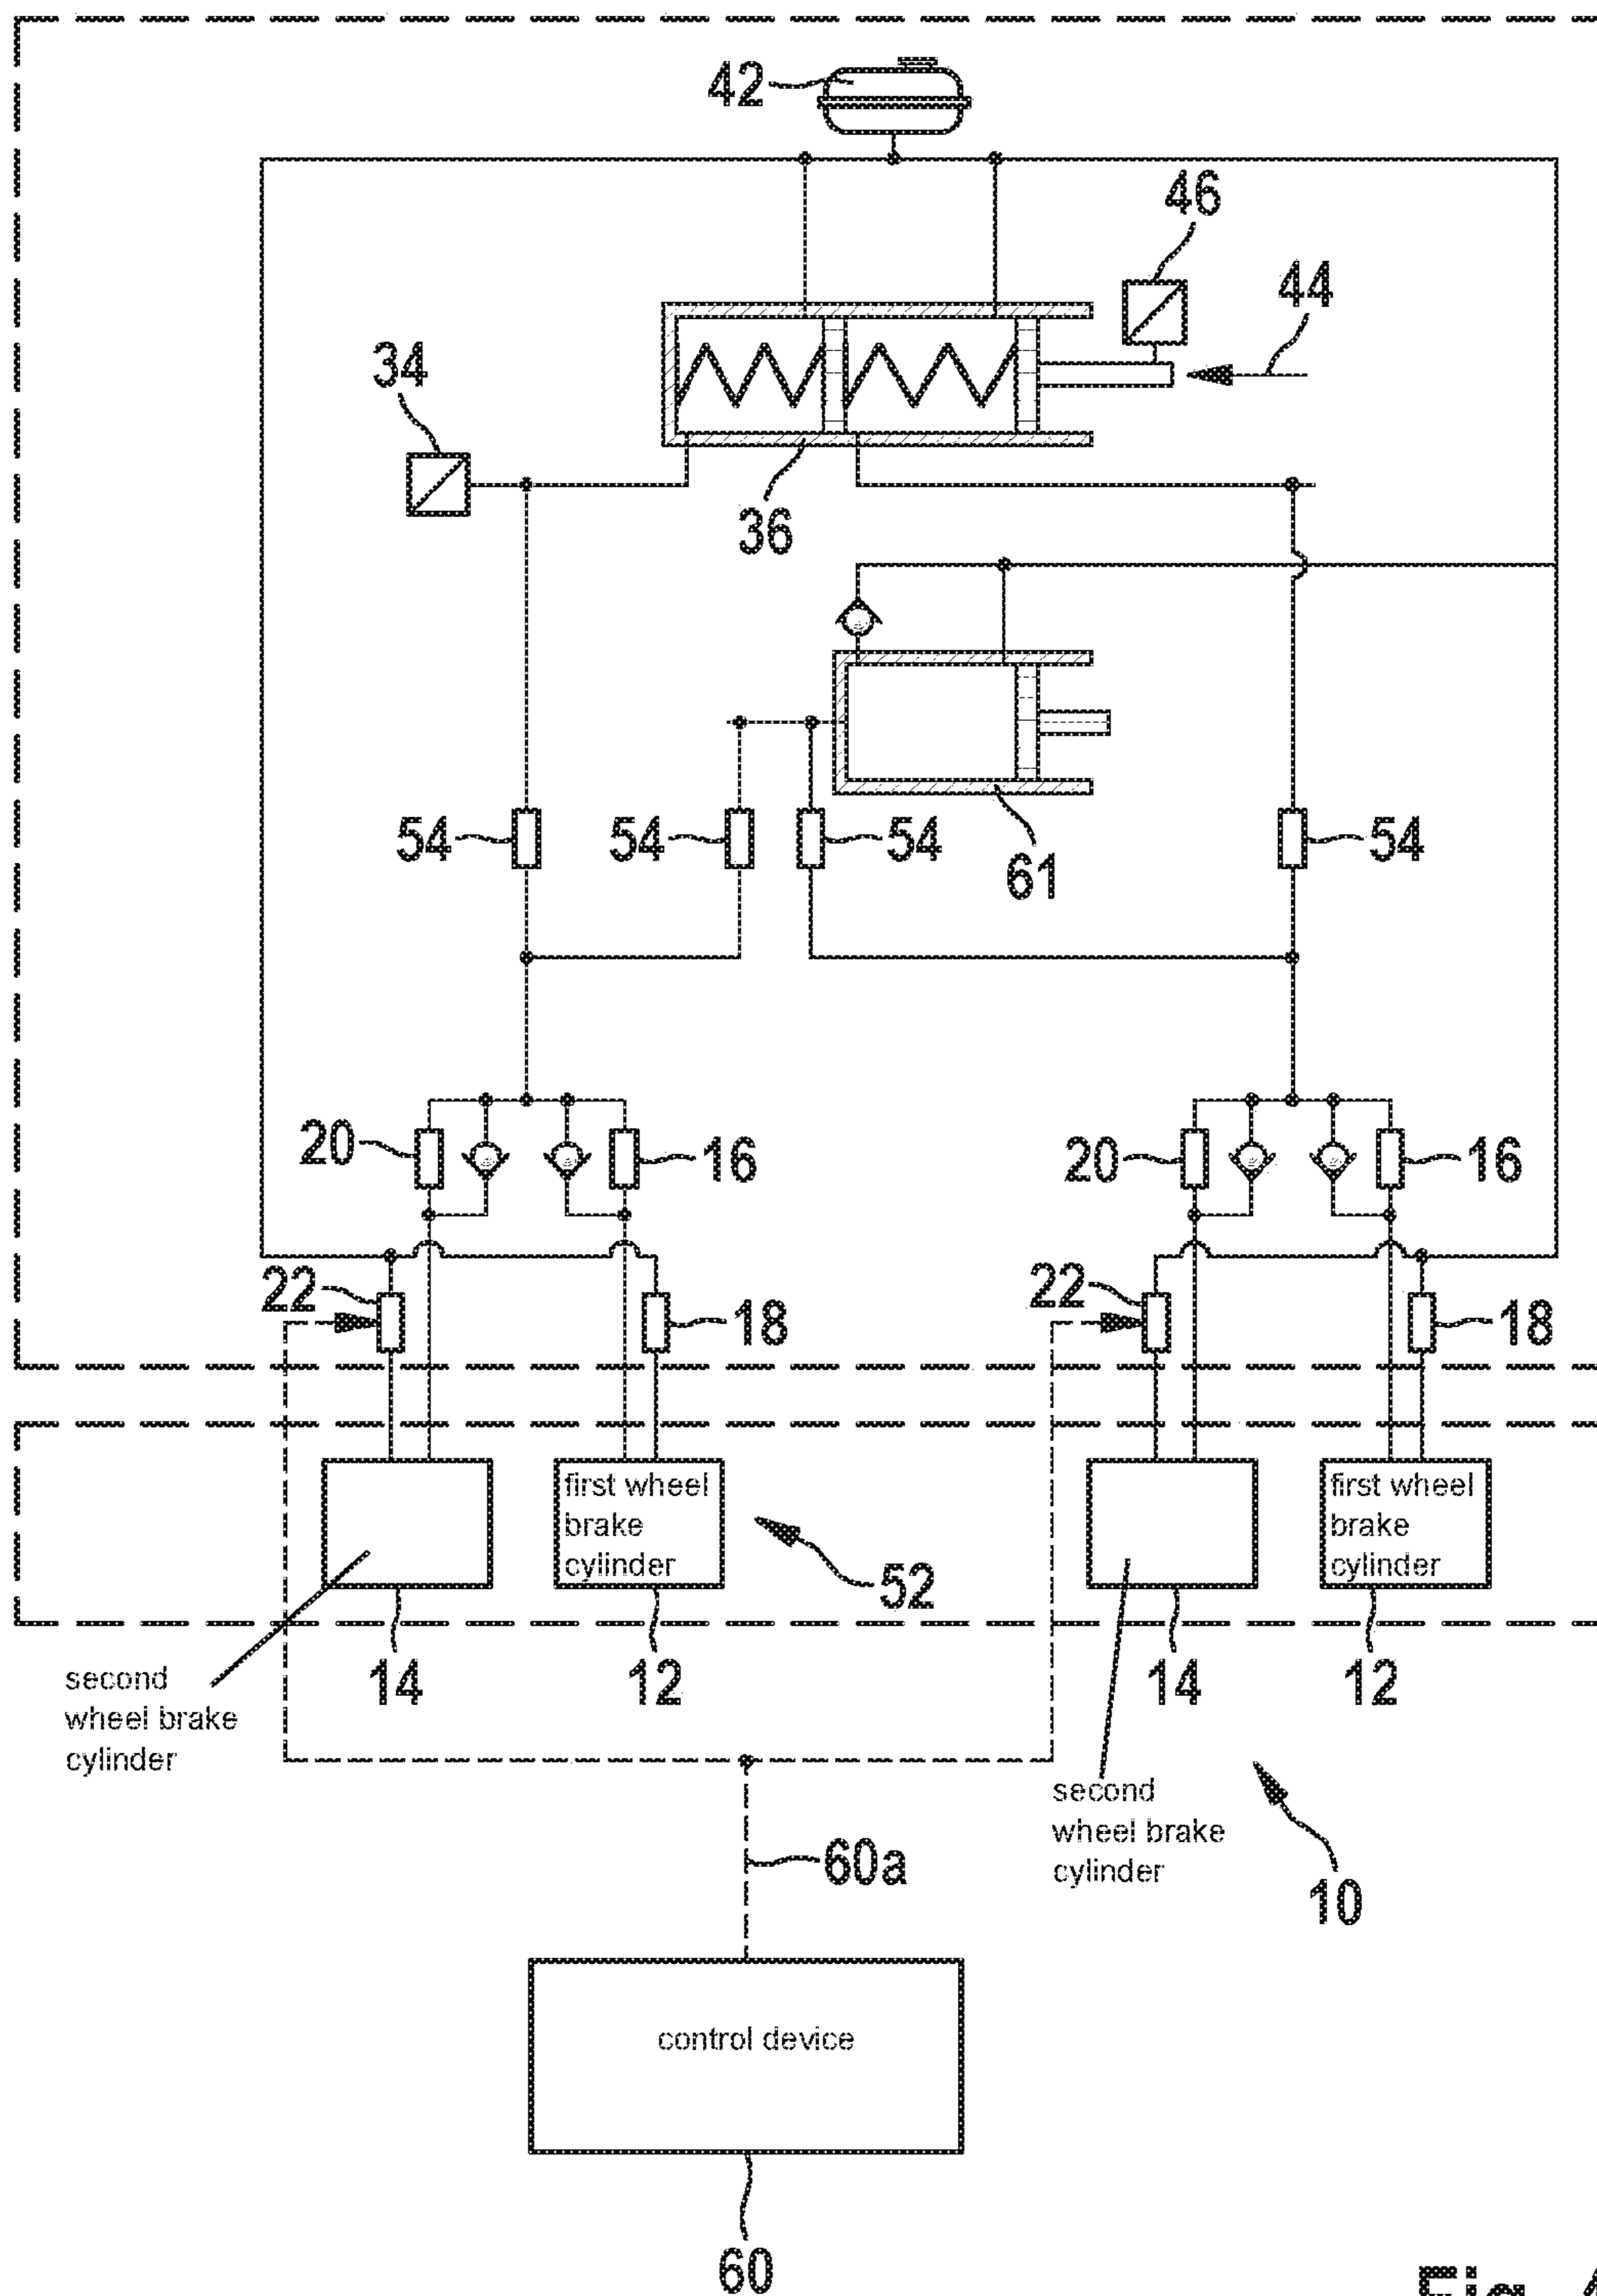 42
46
44
34
36
54
54
54
54
61
20
16
20
16
22
18
22
18
first wheel
brake
cylinder
first wheel
brake
cylinder
52
14
12
14
12
second
wheel brake
cylinder
second
wheel brake
cylinder
60a
10
control device
60
Fig. 4